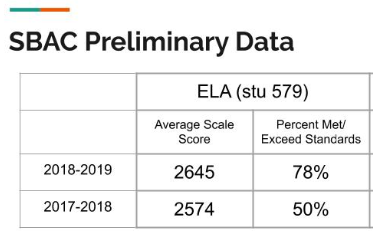 SBAC Preliminary Data
ELA (stu 579)
Average Scale
Score
Percent Met/
Exceed Standards
2018-2019 2645 78%
2017-2018 2574 50%